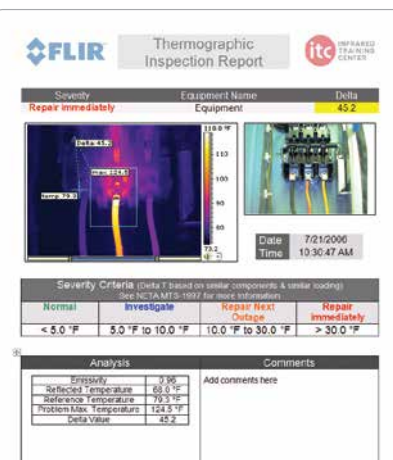 FLIR
Thermographic
Inspection Report
itc
INFRARED
TRAINING
CENTER
Severity Equipment Name Delta
Repair immediately Equipment 45.2
Delta:45.2
max:124.5
temp 79.3
118.0 °F
110
100
90
80
73.2
Date 7/21/2006
Time 10:30:47 AM
Severity Criteria (Delta T based on similar components & similar loading)
See NCTA MTS-1997 for more information
Normal Investigate Repair Next Outage Repair immediately
< 5.0 °F 5.0 °F to 10.0 °F 10.0 °F to 30.0 °F > 30.0 °F
Analysis Comments
Emissivity 0.96
Reflected Temperature 68.0 °F
Reference Temperature 79.3 °F
Problem Max. Temperature 124.5 °F
Delta Value 45.2
Add comments here